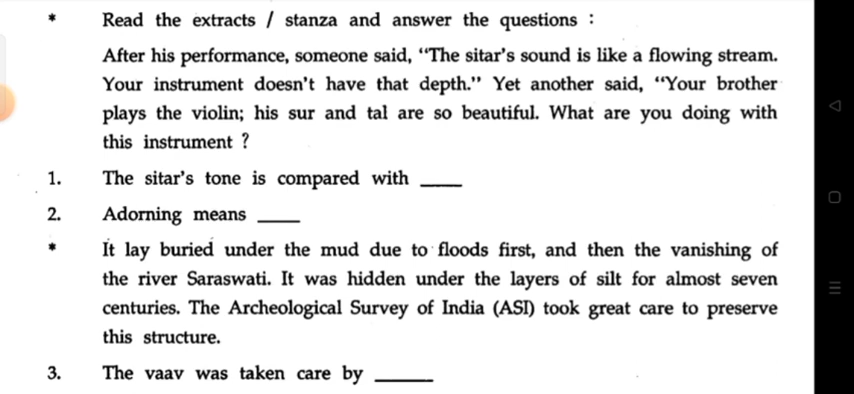 * Read the extracts / stanza and answer the questions :
After his performance, someone said, “The sitar’s sound is like a flowing stream.
Your instrument doesn’t have that depth.” Yet another said, “Your brother
plays the violin; his sur and tal are so beautiful. What are you doing with
this instrument ?
1. The sitar’s tone is compared with ____
2. Adorning means ____
* It lay buried under the mud due to floods first, and then the vanishing of
the river Saraswati. It was hidden under the layers of silt for almost seven
centuries. The Archeological Survey of India (ASI) took great care to preserve
this structure.
3. The vaav was taken care by ____